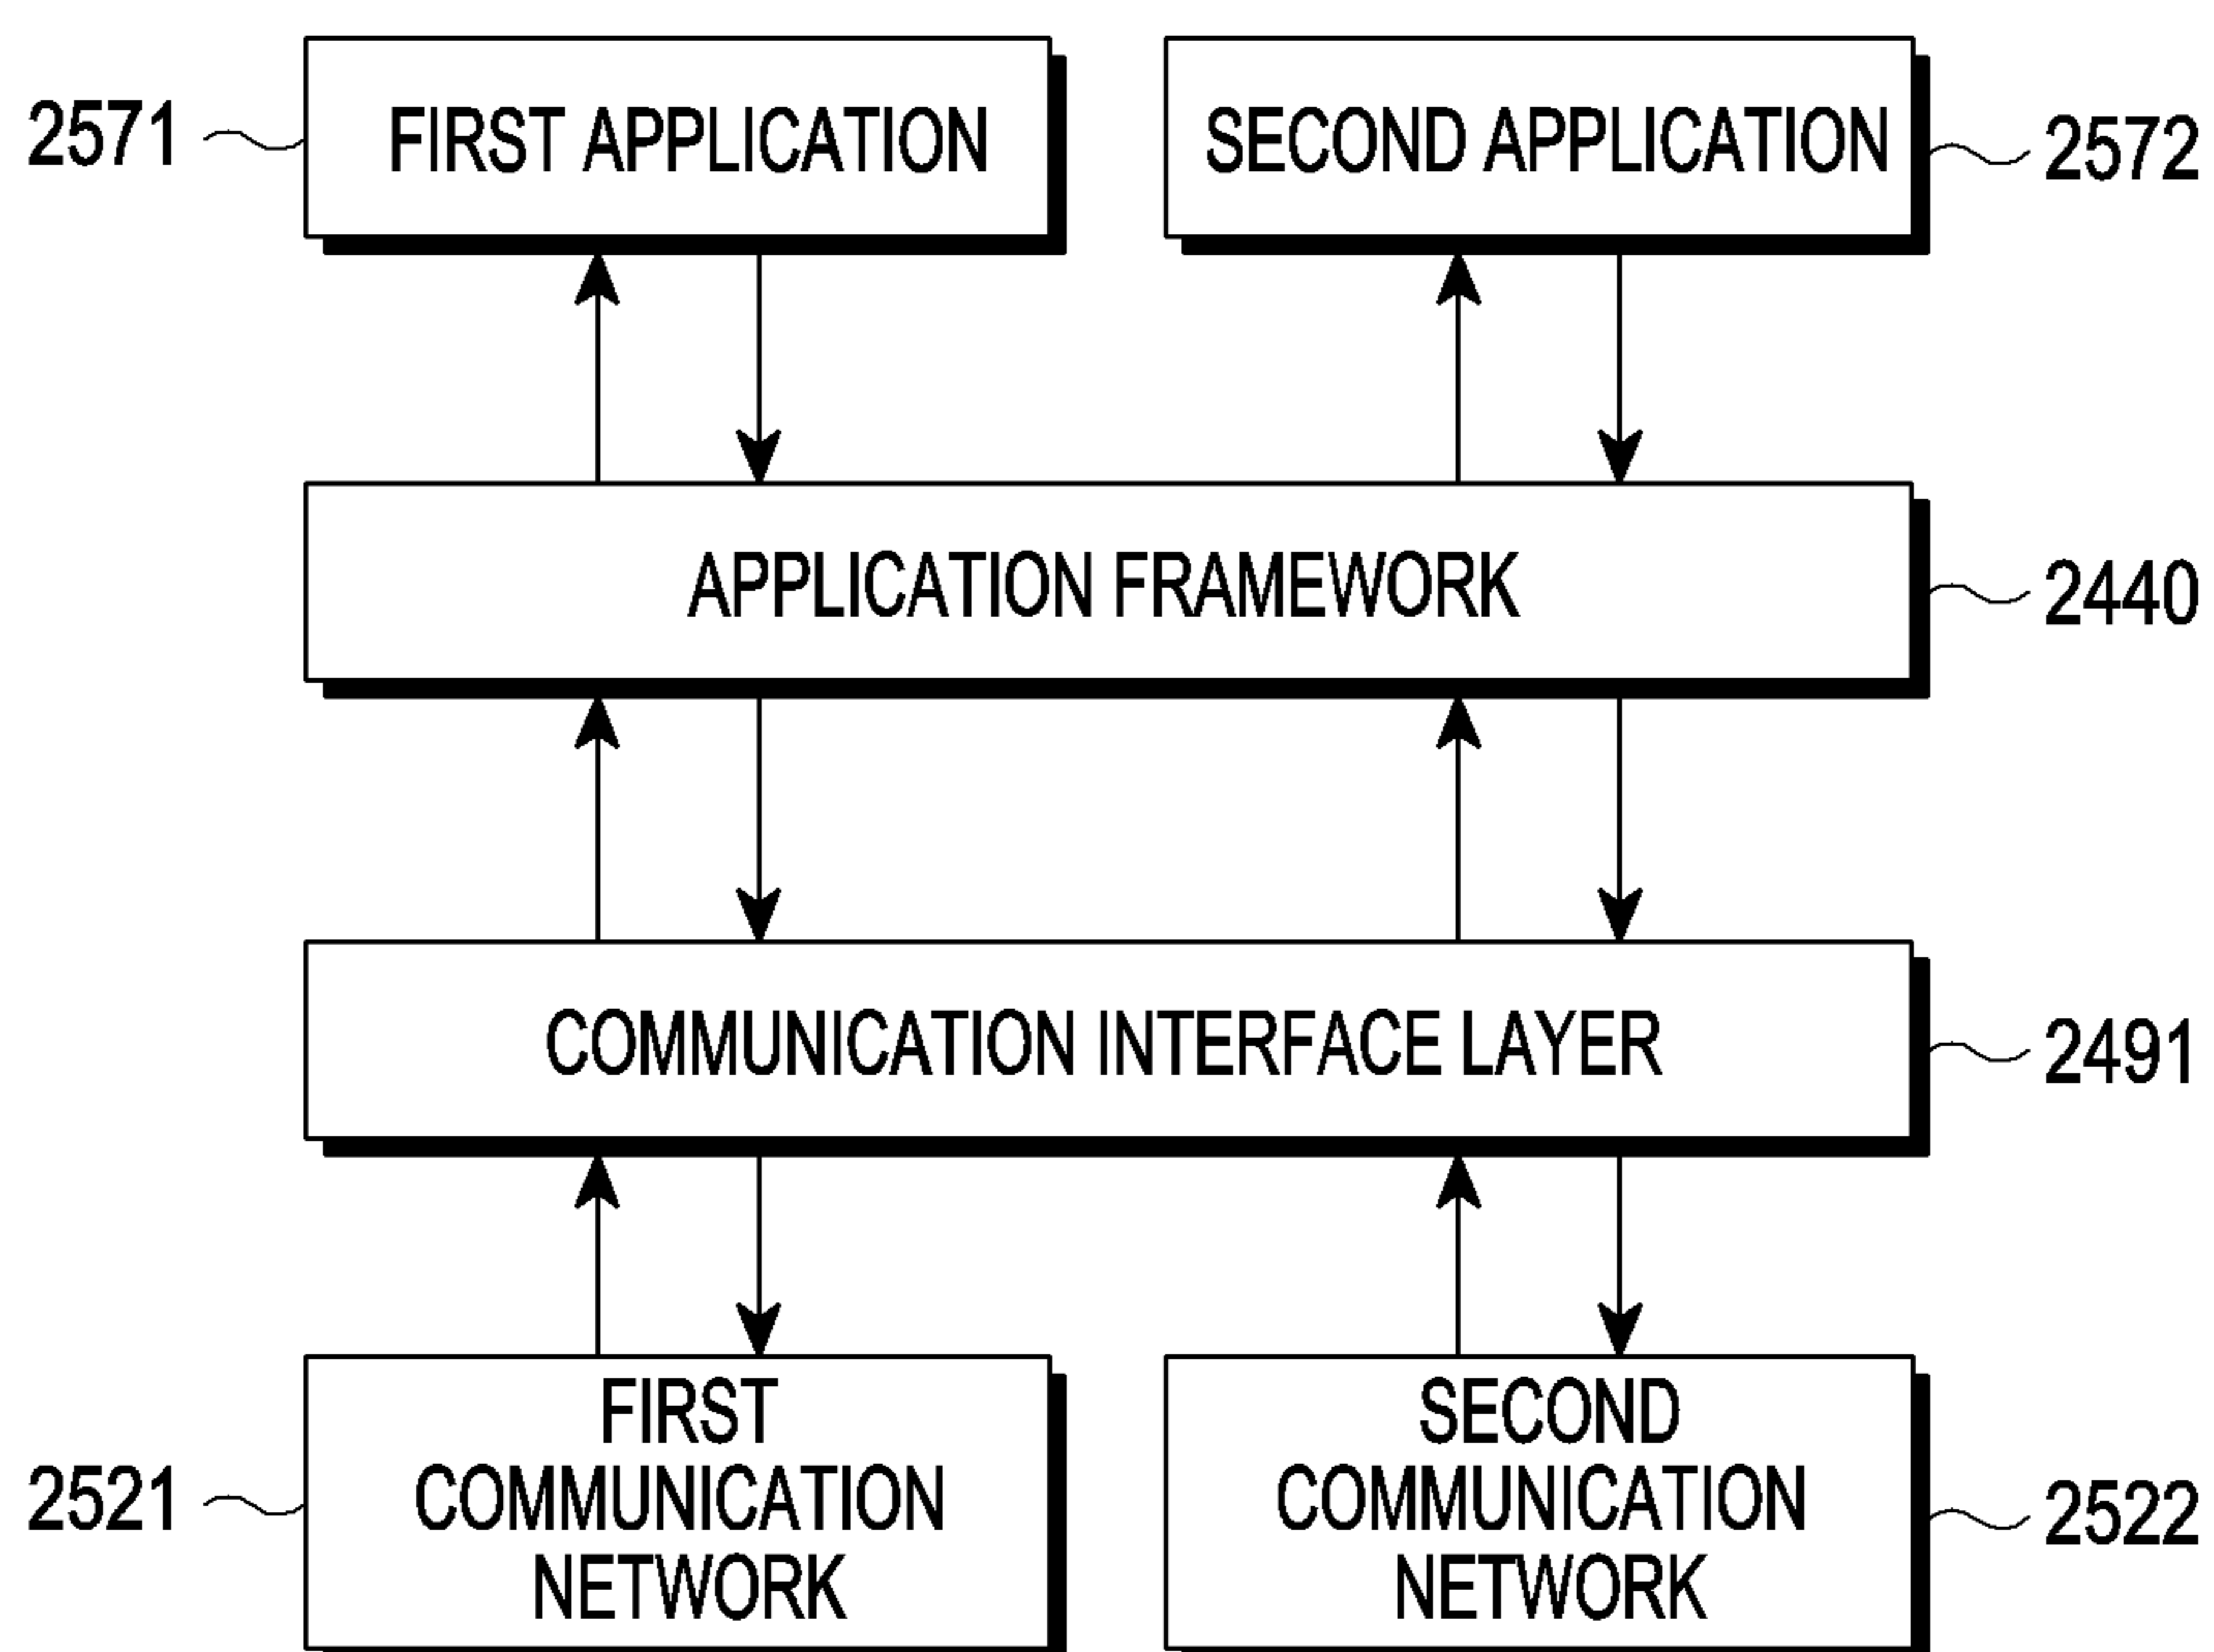 2571
FIRST APPLICATION
SECOND APPLICATION
2572
APPLICATION FRAMEWORK
2440
COMMUNICATION INTERFACE LAYER
2491
2521
FIRST
COMMUNICATION
NETWORK
SECOND
COMMUNICATION
NETWORK
2522